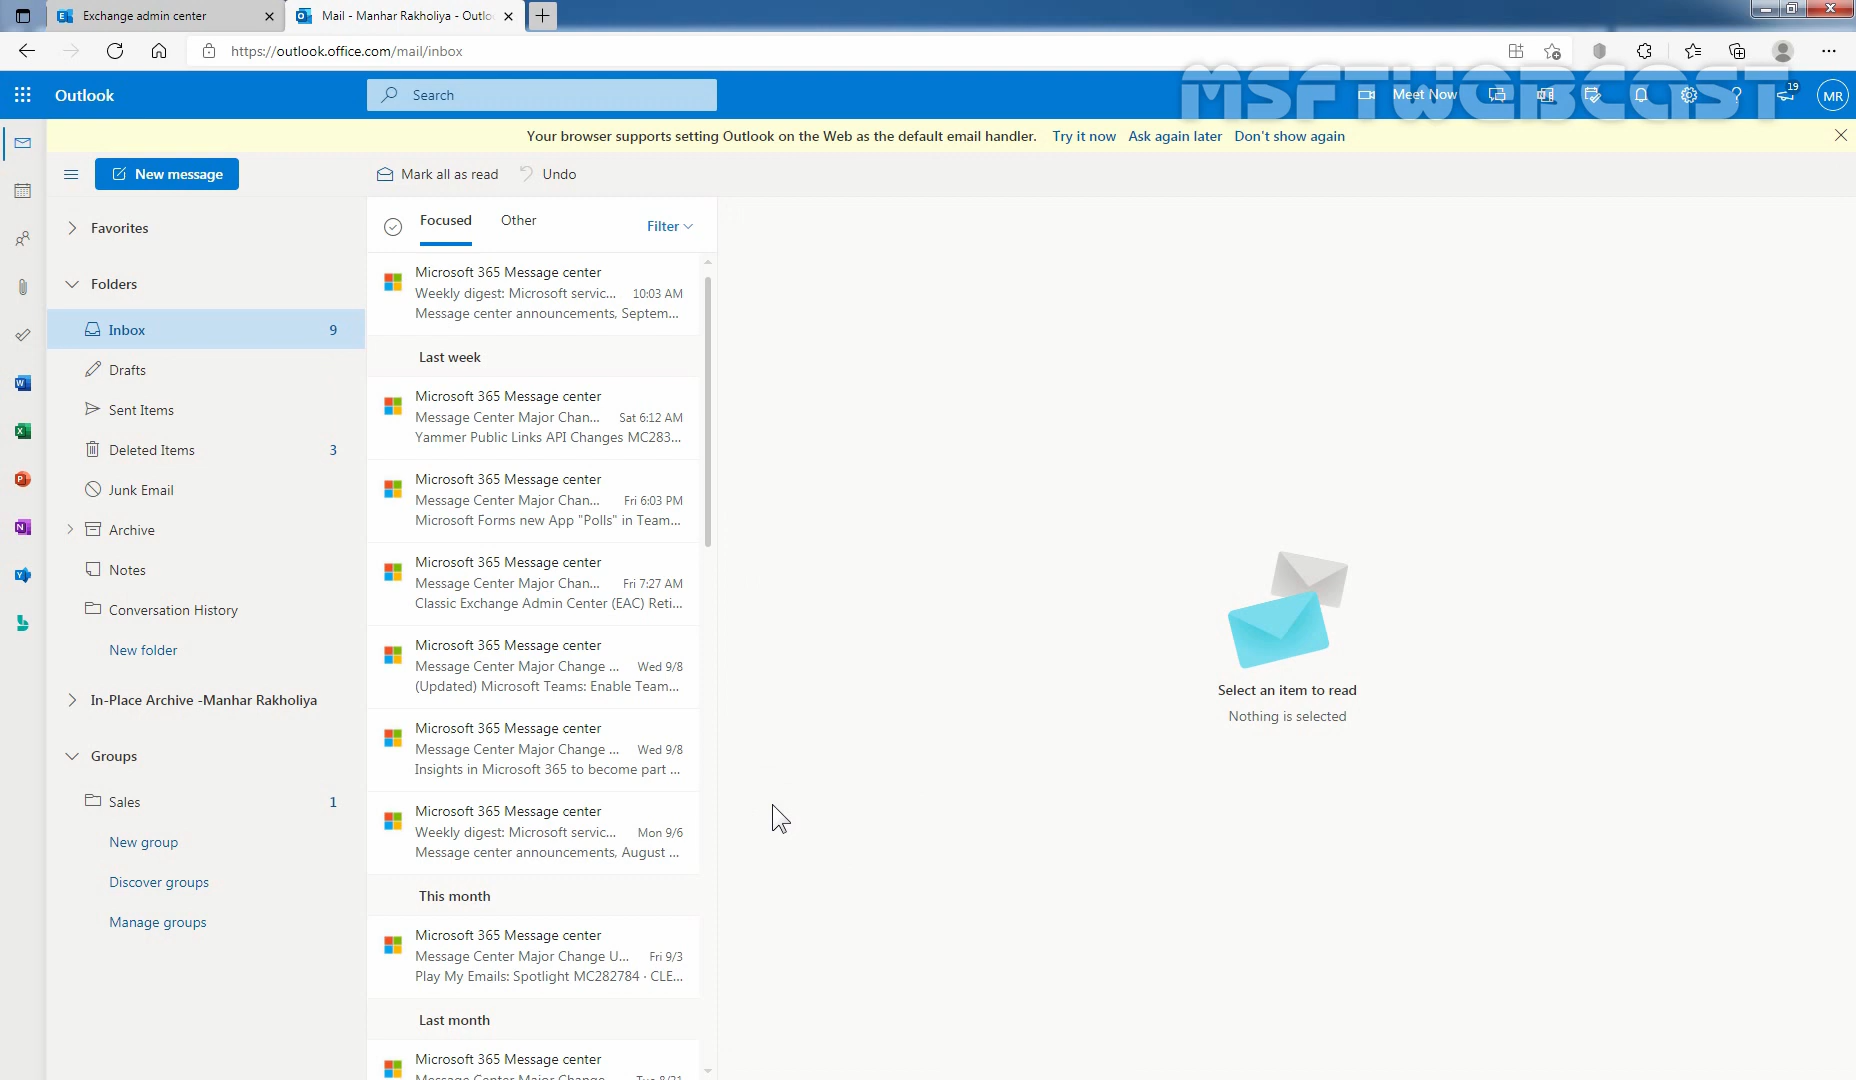 Exchange admin center
Mail - Manhar Rakholiya - Outlo
https://outlook.office.com/mail/inbox
Outlook
Search
MSFTWEBCAST
Meet Now
19
MR
Your browser supports setting Outlook on the Web as the default email handler. Try it now Ask again later Don't show again
New message
Mark all as read
Undo
Favorites
Folders
Inbox 9
Drafts
Sent Items
Deleted Items 3
Junk Email
Archive
Notes
Conversation History
New folder
In-Place Archive -Manhar Rakholiya
Groups
Sales 1
New group
Discover groups
Manage groups
Focused Other Filter
Microsoft 365 Message center
Weekly digest: Microsoft servic... 10:03 AM
Message center announcements, Septem...
Last week
Microsoft 365 Message center
Message Center Major Chan... Sat 6:12 AM
Yammer Public Links API Changes MC283...
Microsoft 365 Message center
Message Center Major Chan... Fri 6:03 PM
Microsoft Forms new App "Polls" in Team...
Microsoft 365 Message center
Message Center Major Chan... Fri 7:27 AM
Classic Exchange Admin Center (EAC) Reti...
Microsoft 365 Message center
Message Center Major Change ... Wed 9/8
(Updated) Microsoft Teams: Enable Team...
Microsoft 365 Message center
Message Center Major Change ... Wed 9/8
Insights in Microsoft 365 to become part ...
Microsoft 365 Message center
Weekly digest: Microsoft servic... Mon 9/6
Message center announcements, August ...
This month
Microsoft 365 Message center
Message Center Major Change U... Fri 9/3
Play My Emails: Spotlight MC282784 · CLE...
Last month
Microsoft 365 Message center
Message Center Major Change Tue 8/31
Select an item to read
Nothing is selected